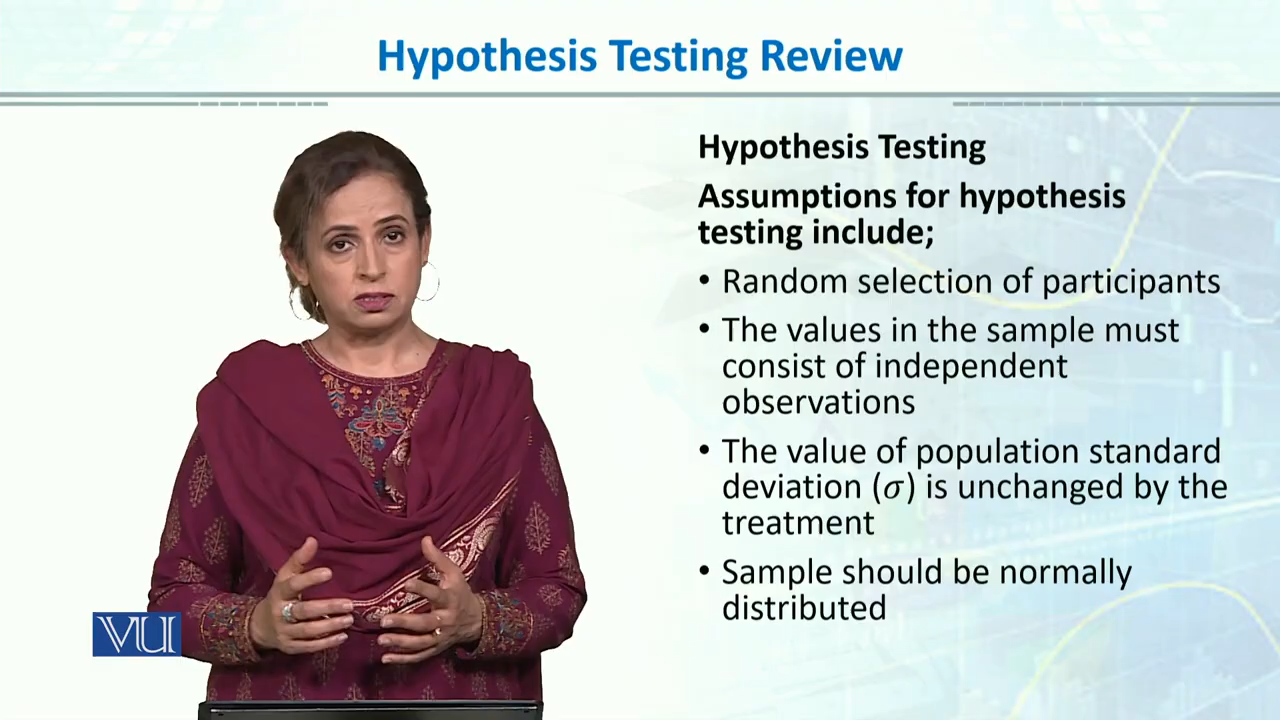 Hypothesis Testing Review
Hypothesis Testing
Assumptions for hypothesis
testing include;
• Random selection of participants
• The values in the sample must
consist of independent
observations
• The value of population standard
deviation (σ) is unchanged by the
treatment
• Sample should be normally
distributed
VU